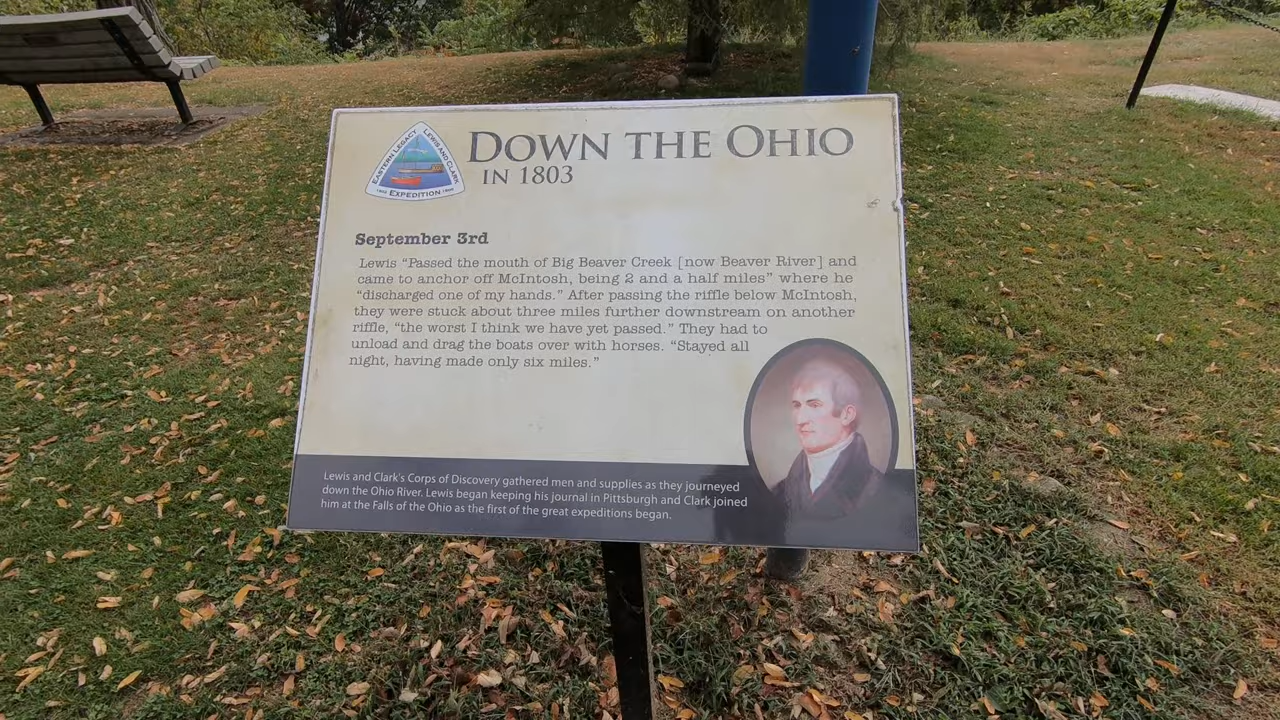 EASTERN LEGACY
LEWIS AND CLARK
EXPEDITION
DOWN THE OHIO
IN 1803
September 3rd
Lewis “Passed the mouth of Big Beaver Creek [now Beaver River] and
came to anchor off McIntosh, being 2 and a half miles” where he
“discharged one of my hands.” After passing the riffle below McIntosh,
they were stuck about three miles further downstream on another
riffle, “the worst I think we have yet passed.” They had to
unload and drag the boats over with horses. “Stayed all
night, having made only six miles.”
Lewis and Clark's Corps of Discovery gathered men and supplies as they journeyed
down the Ohio River. Lewis began keeping his journal in Pittsburgh and Clark joined
him at the Falls of the Ohio as the first of the great expeditions began.